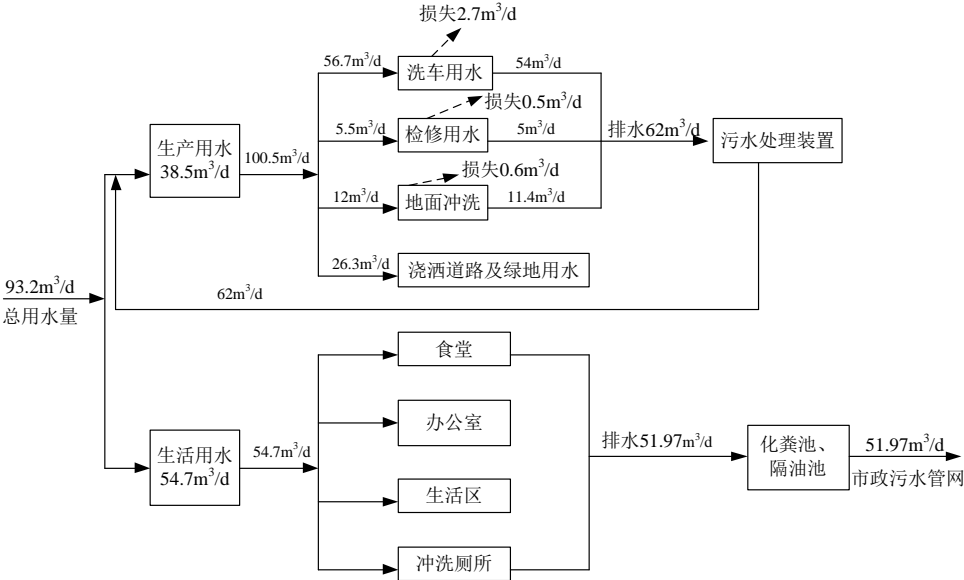 损失2.7m³/d
56.7m³/d
洗车用水
54m³/d
损失0.5m³/d
5.5m³/d
检修用水
5m³/d
排水62m³/d
污水处理装置
生产用水
38.5m³/d
100.5m³/d
损失0.6m³/d
12m³/d
地面冲洗
11.4m³/d
26.3m³/d
浇洒道路及绿地用水
93.2m³/d
总用水量
62m³/d
食堂
办公室
生活用水
54.7m³/d
54.7m³/d
排水51.97m³/d
化粪池、
隔油池
51.97m³/d
市政污水管网
生活区
冲洗厕所